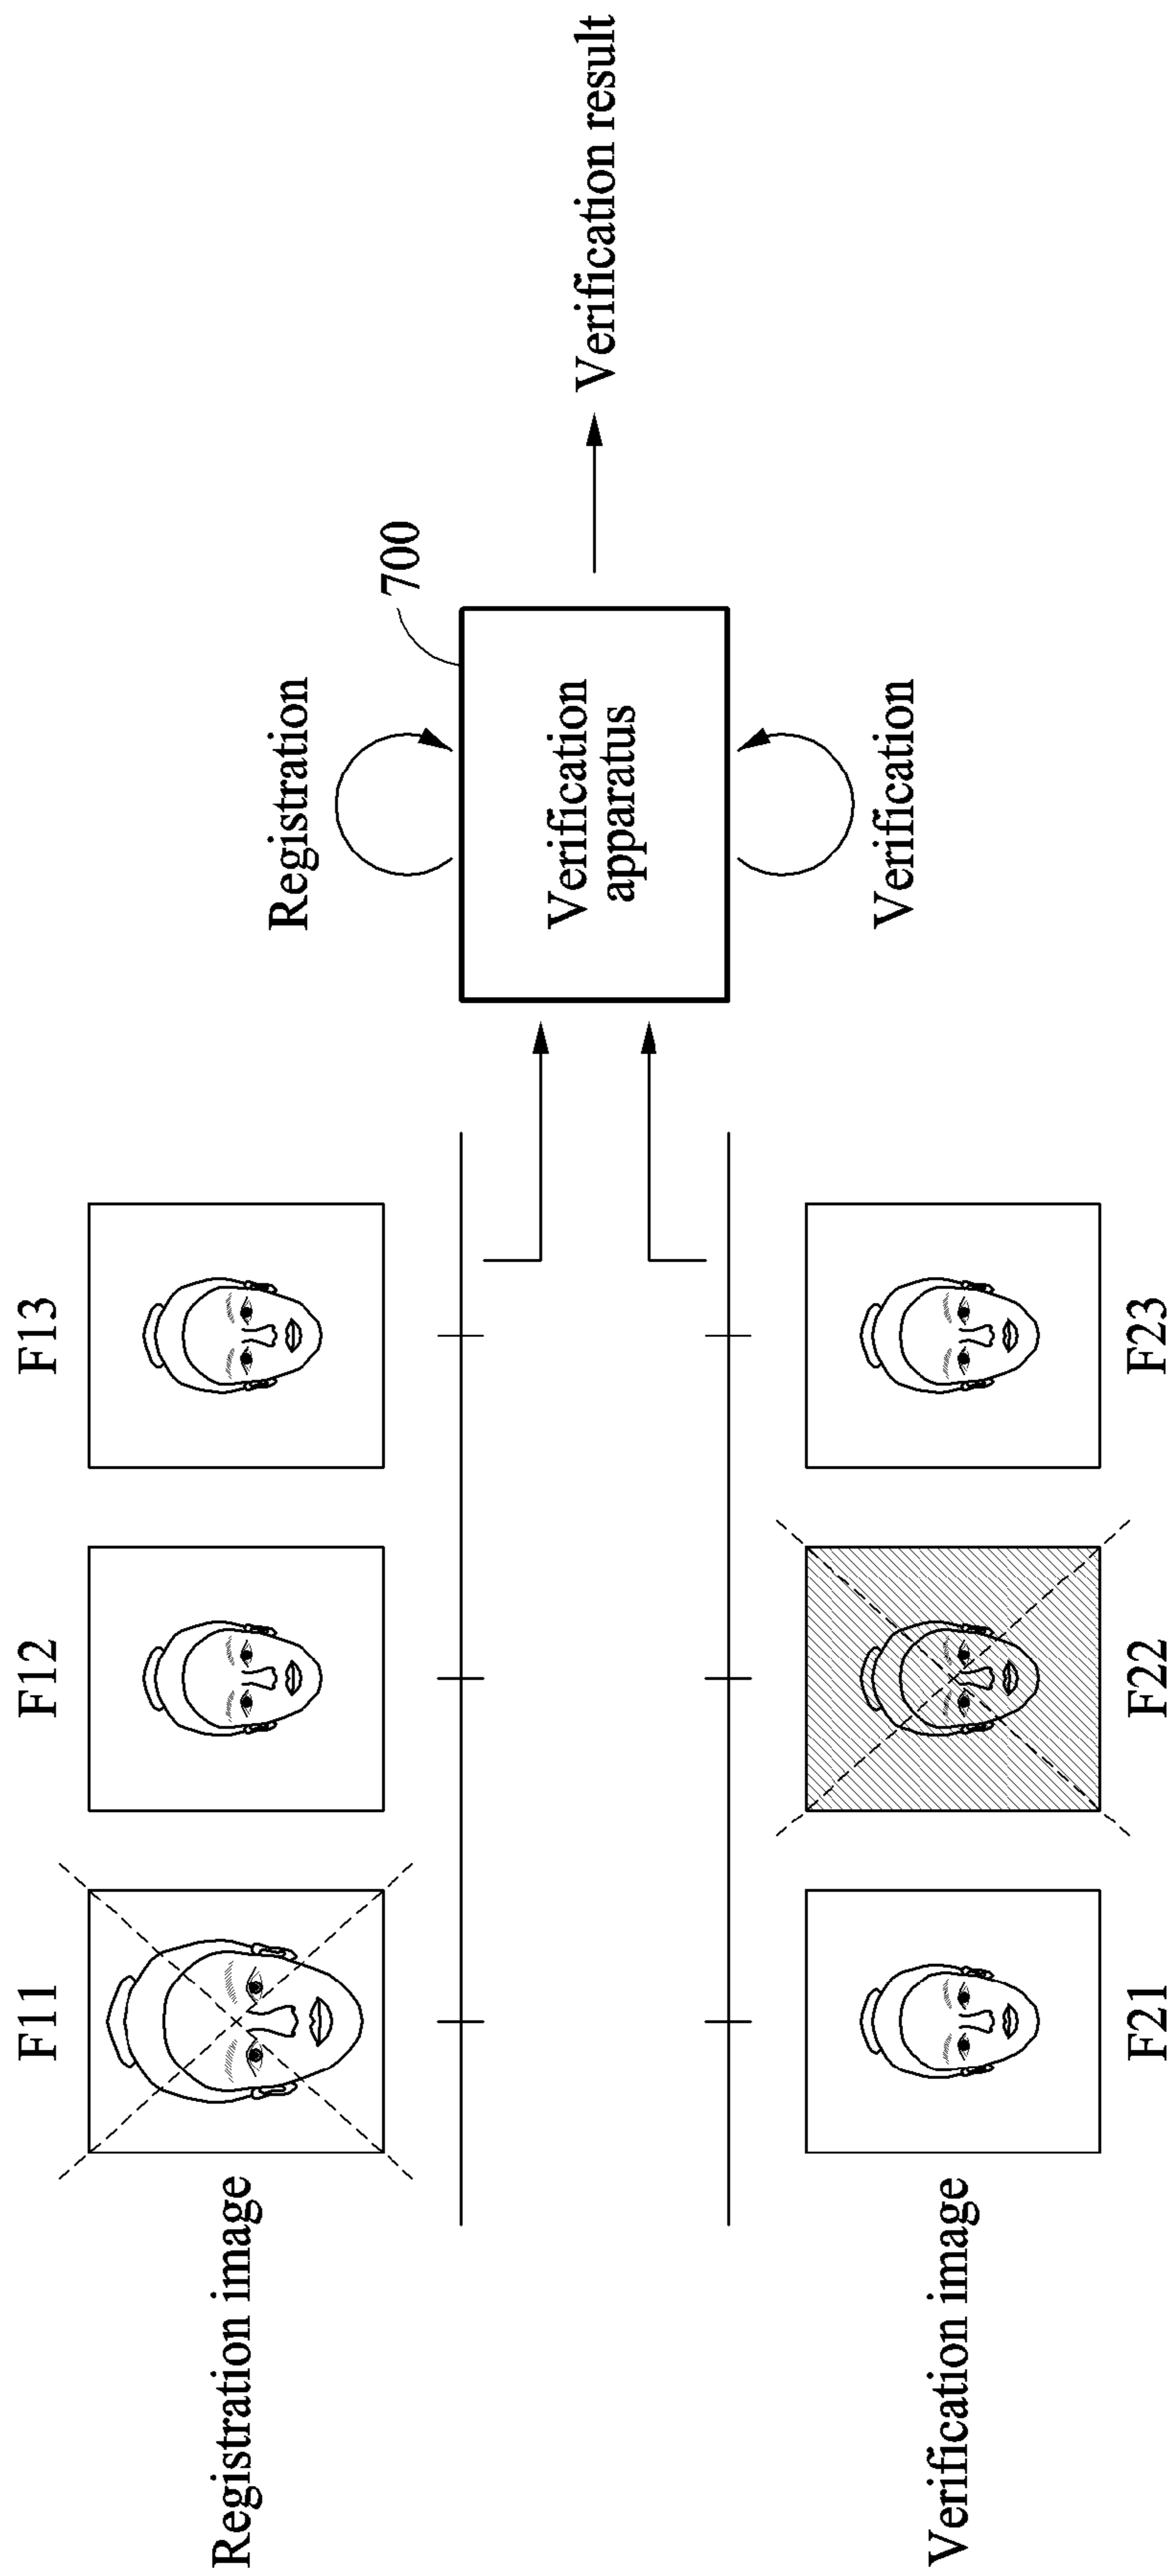 Registration image
F11
F12
F13
Registration
700
Verification
apparatus
Verification result
Verification
Verification image
F21
F22
F23